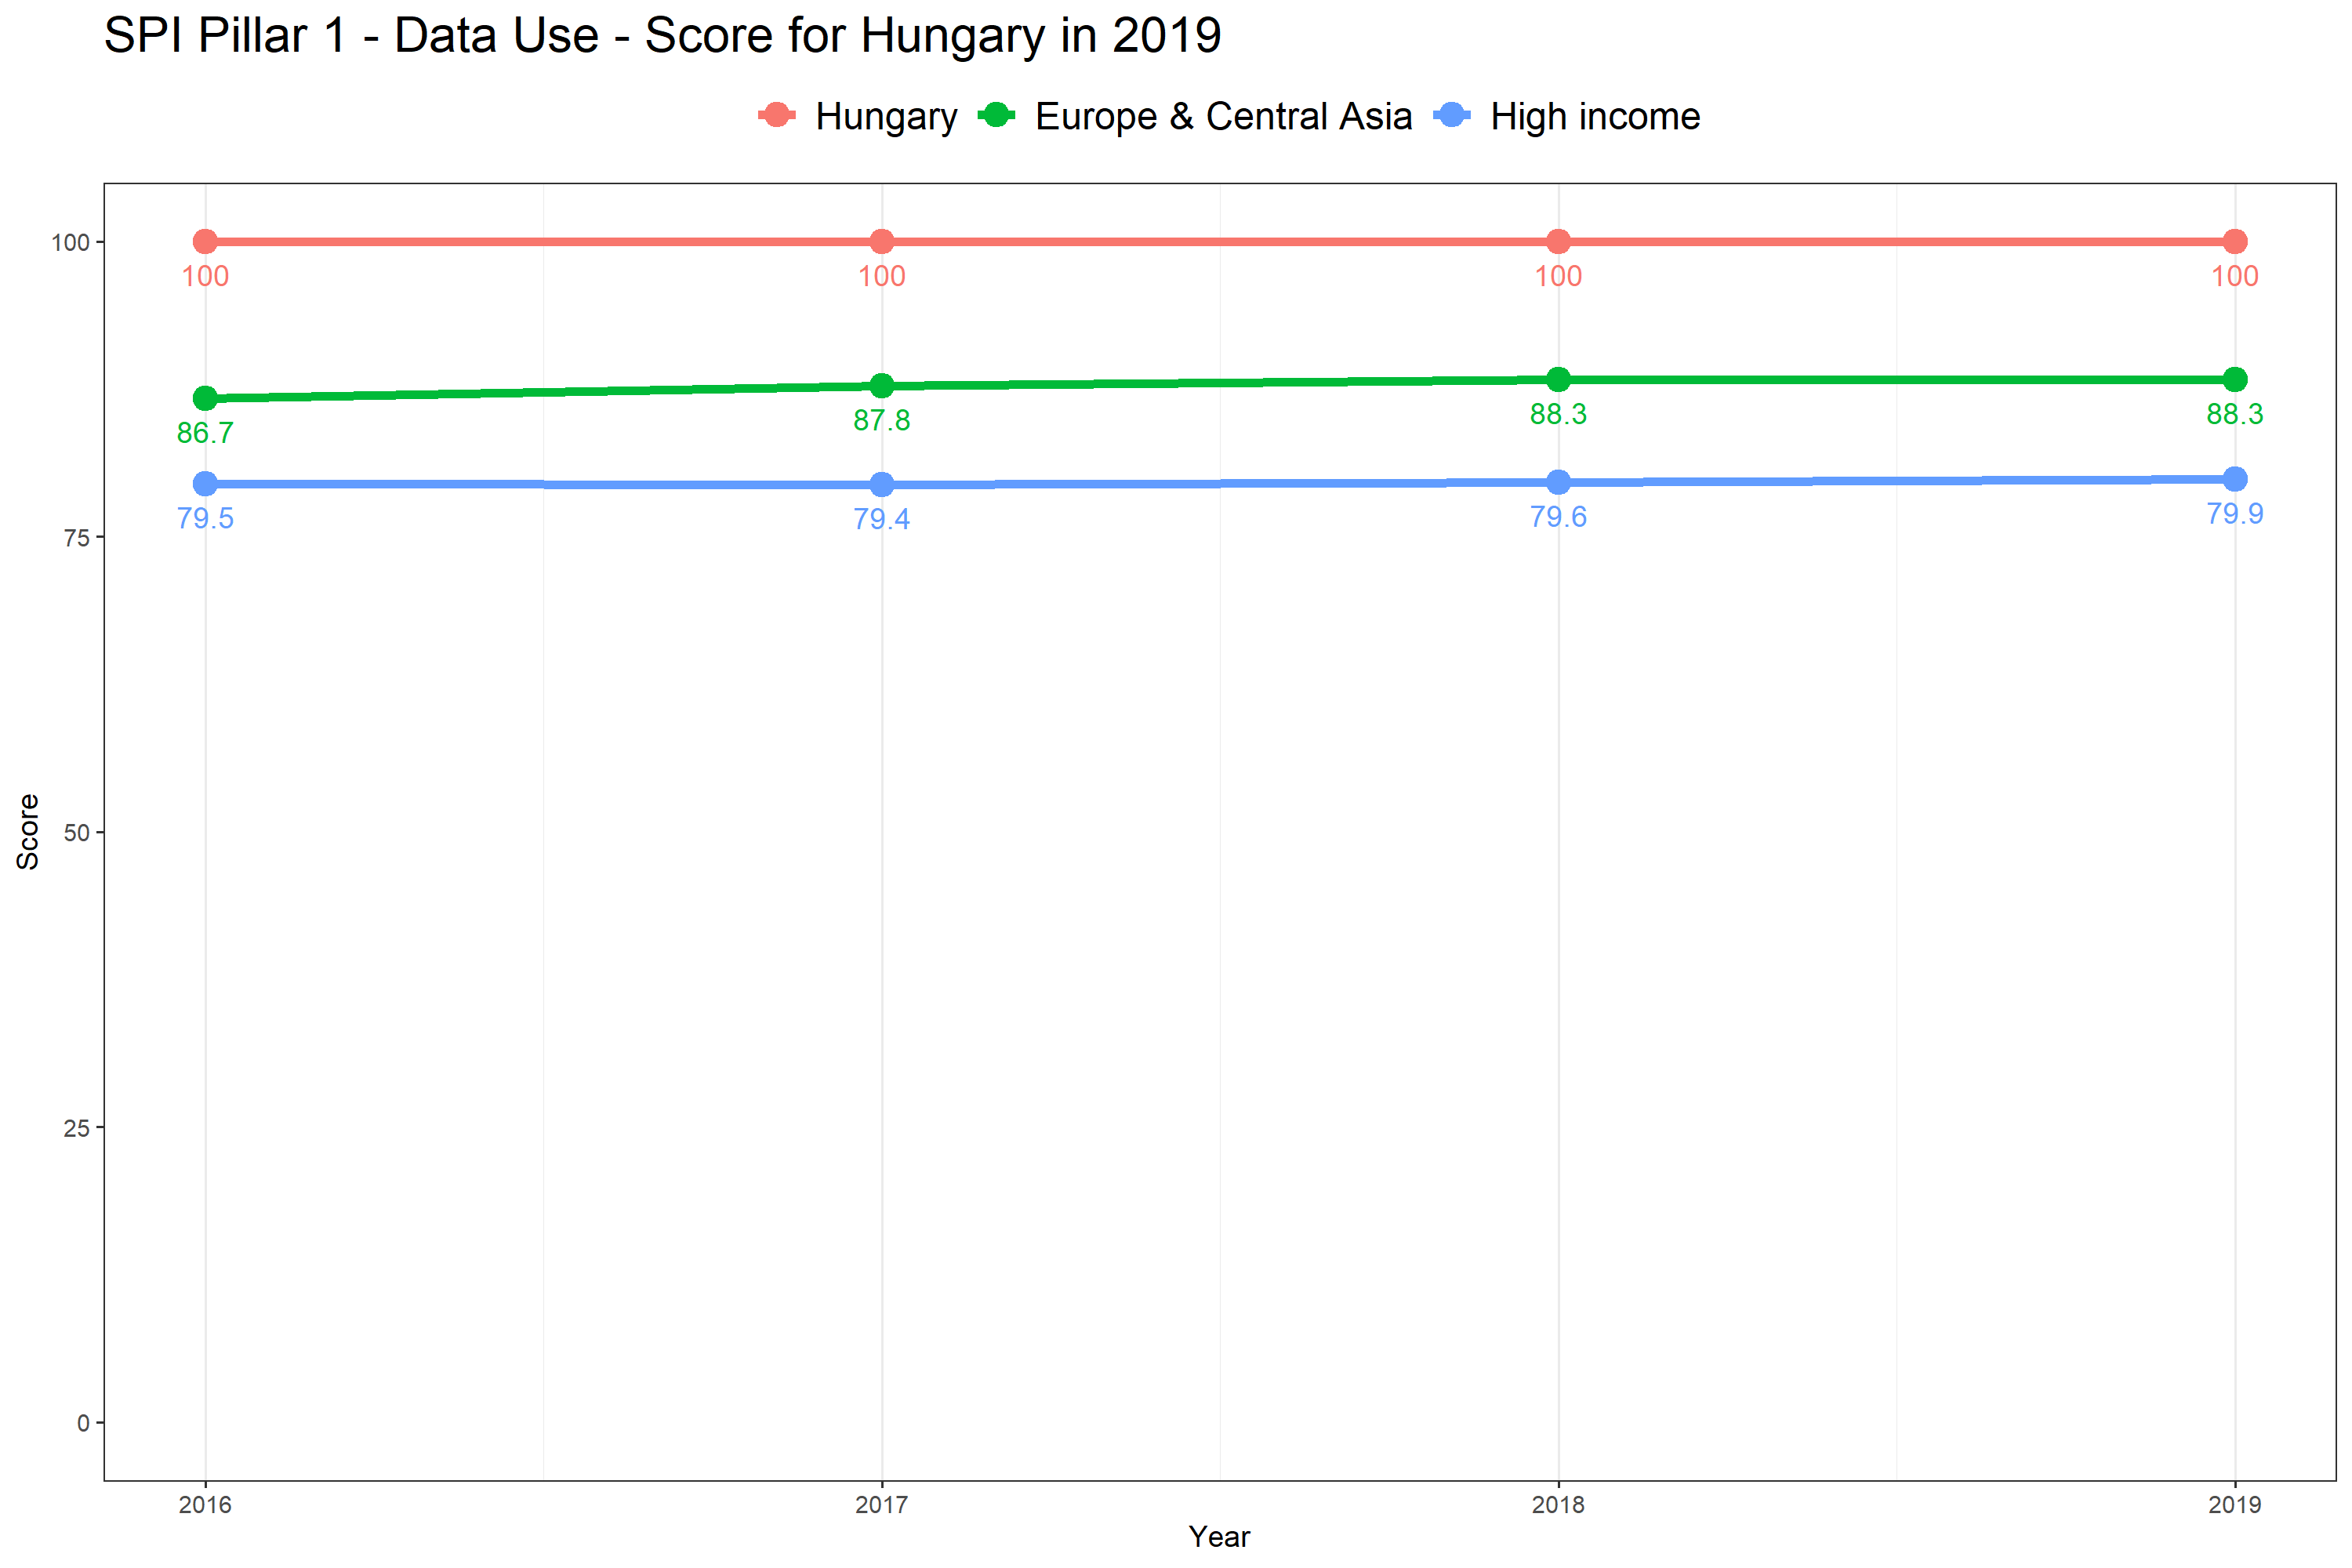 SPI Pillar 1 - Data Use - Score for Hungary in 2019
Hungary Europe & Central Asia High income
100
100 100 100 100
86.7 87.8 88.3 88.3
79.5 79.4 79.6 79.9
75
50
Score
25
0
2016 2017 2018 2019
Year